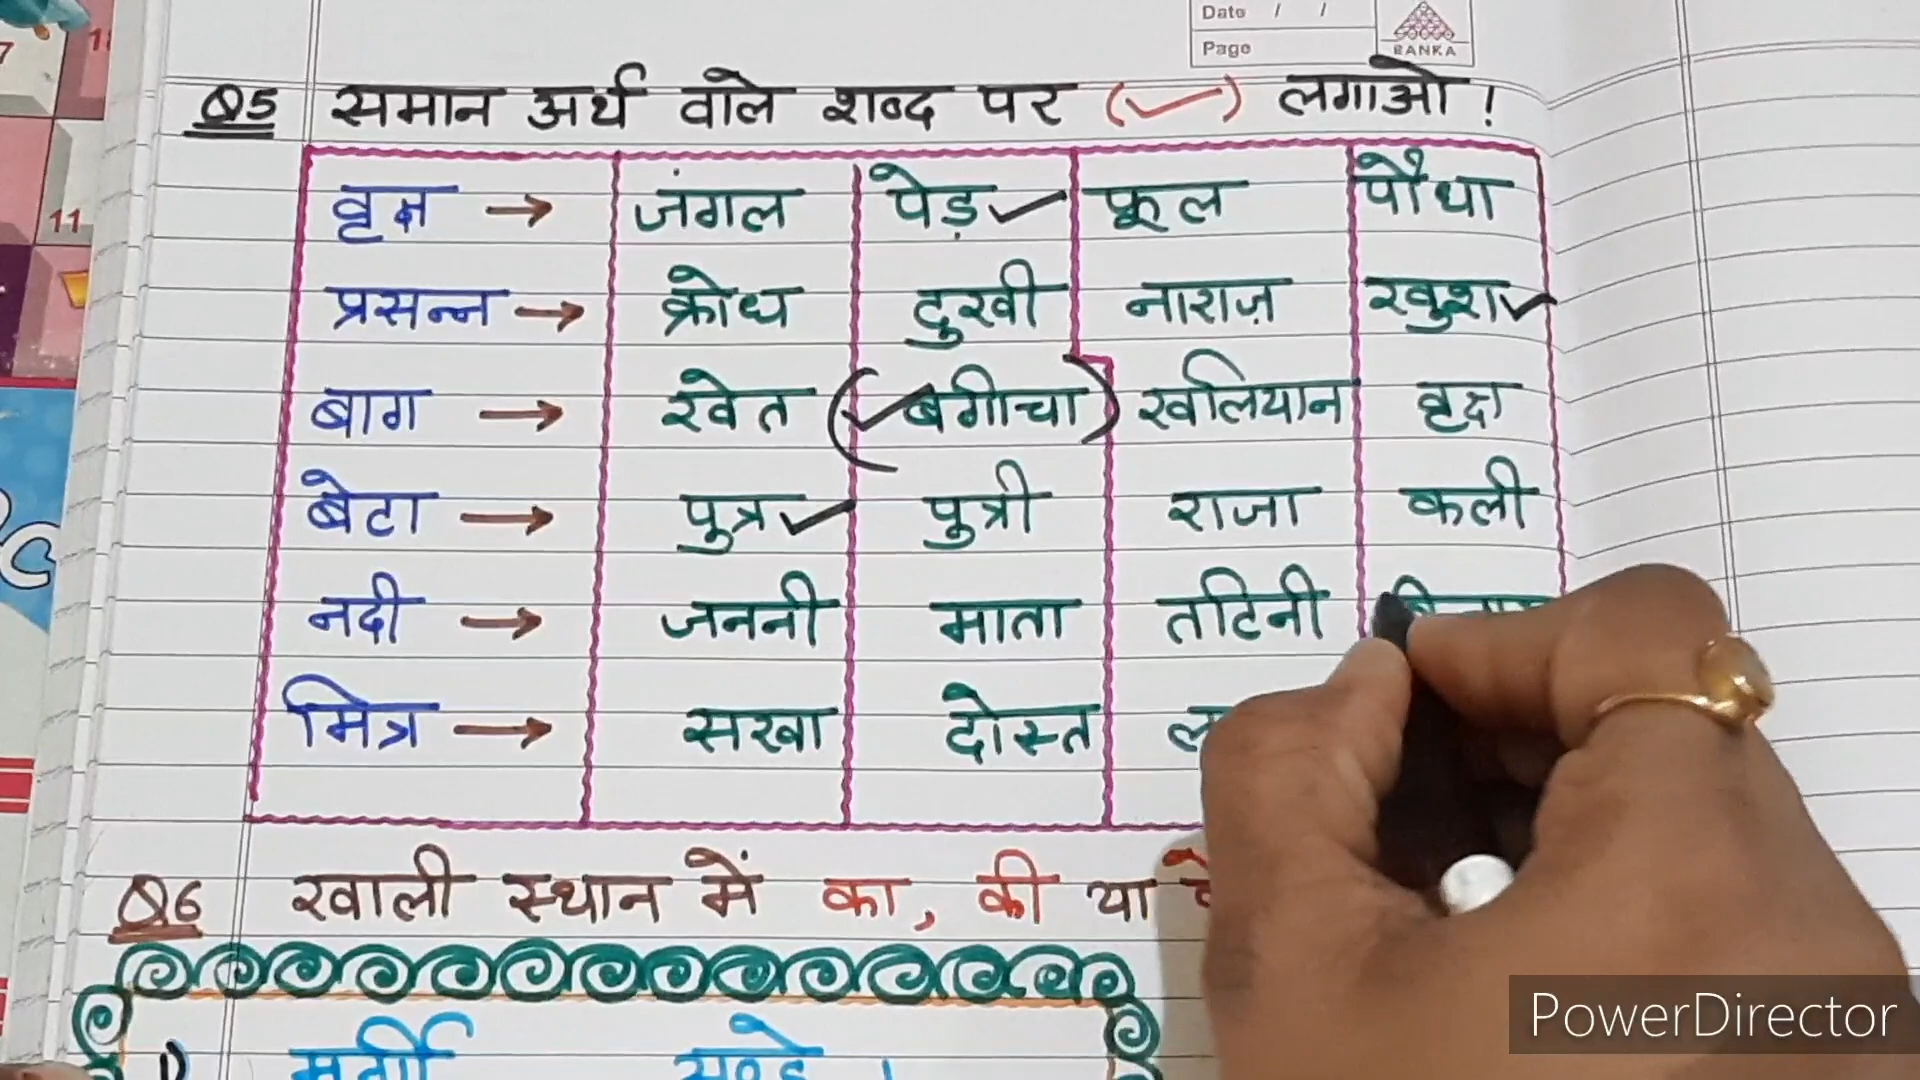 Date / /
Page
RANKA
11
Q5 समान अर्थ वाले शब्द पर (✓) लगाओ !
वृक्ष → जंगल पेड़ ✓ फूल पौधा
प्रसन्न → क्रोध दुखी नाराज़ खुश ✓
बाग → खेत (✓ बगीचा) खलियान वृक्ष
बेटा → पुत्र ✓ पुत्री राजा कली
नदी → जननी माता तटिनी
मित्र → सखा दोस्त
Q6 खाली स्थान में का, की या
PowerDirector